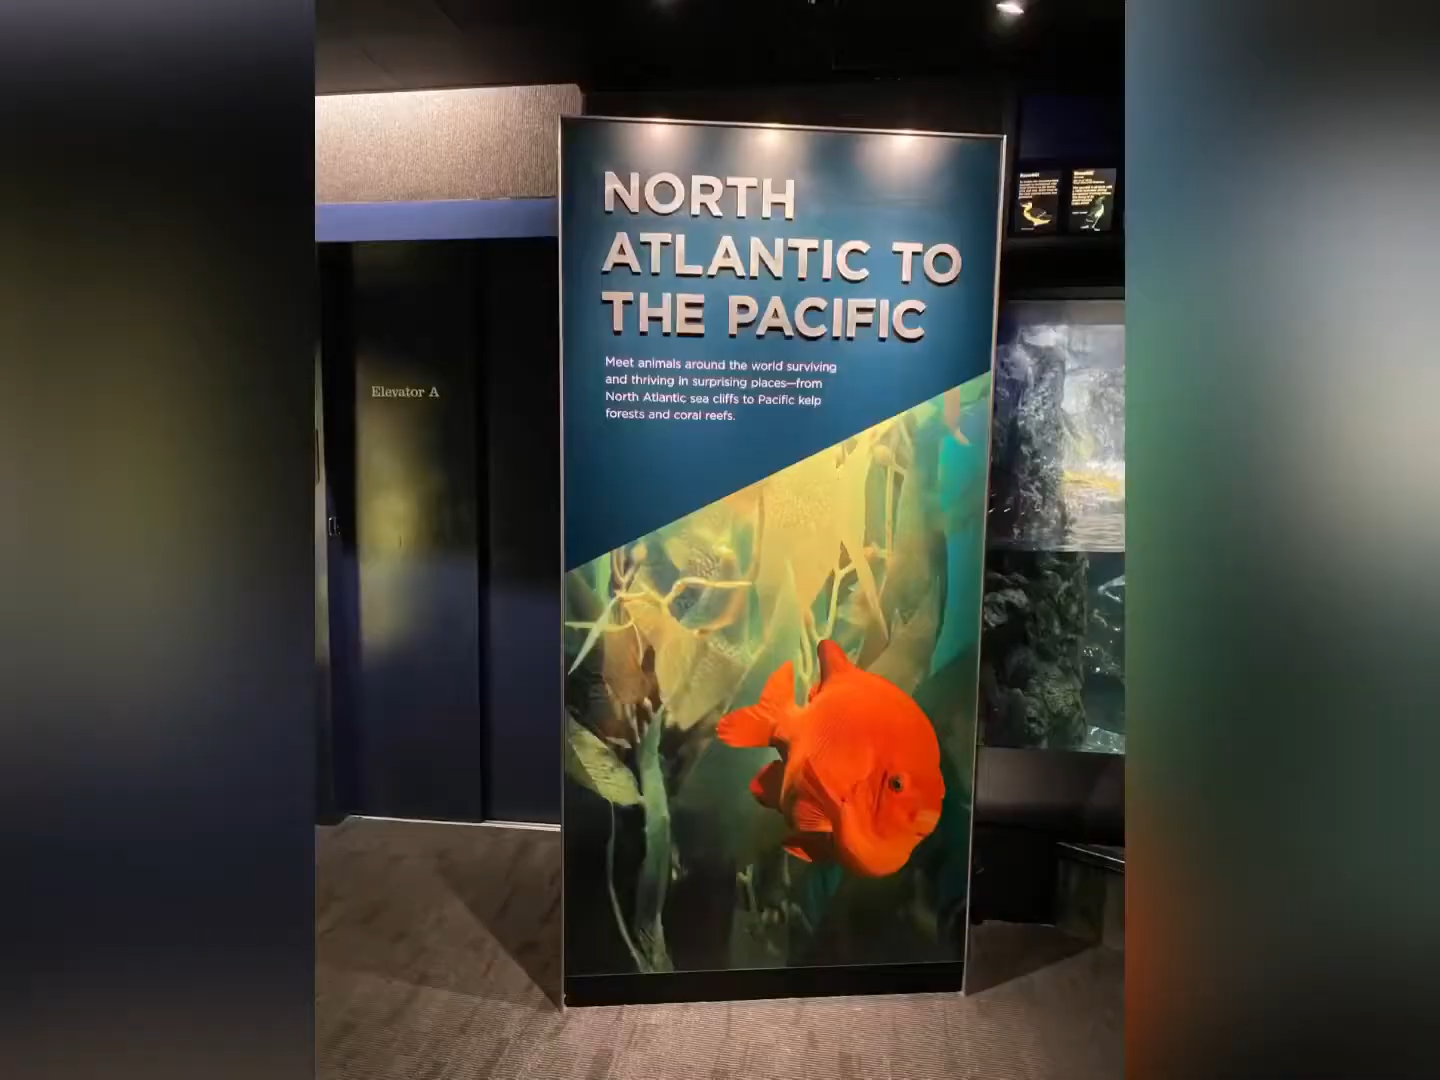 NORTH
ATLANTIC TO
THE PACIFIC
Meet animals around the world surviving
and thriving in surprising places—from
North Atlantic sea cliffs to Pacific kelp
forests and coral reefs.
Elevator A